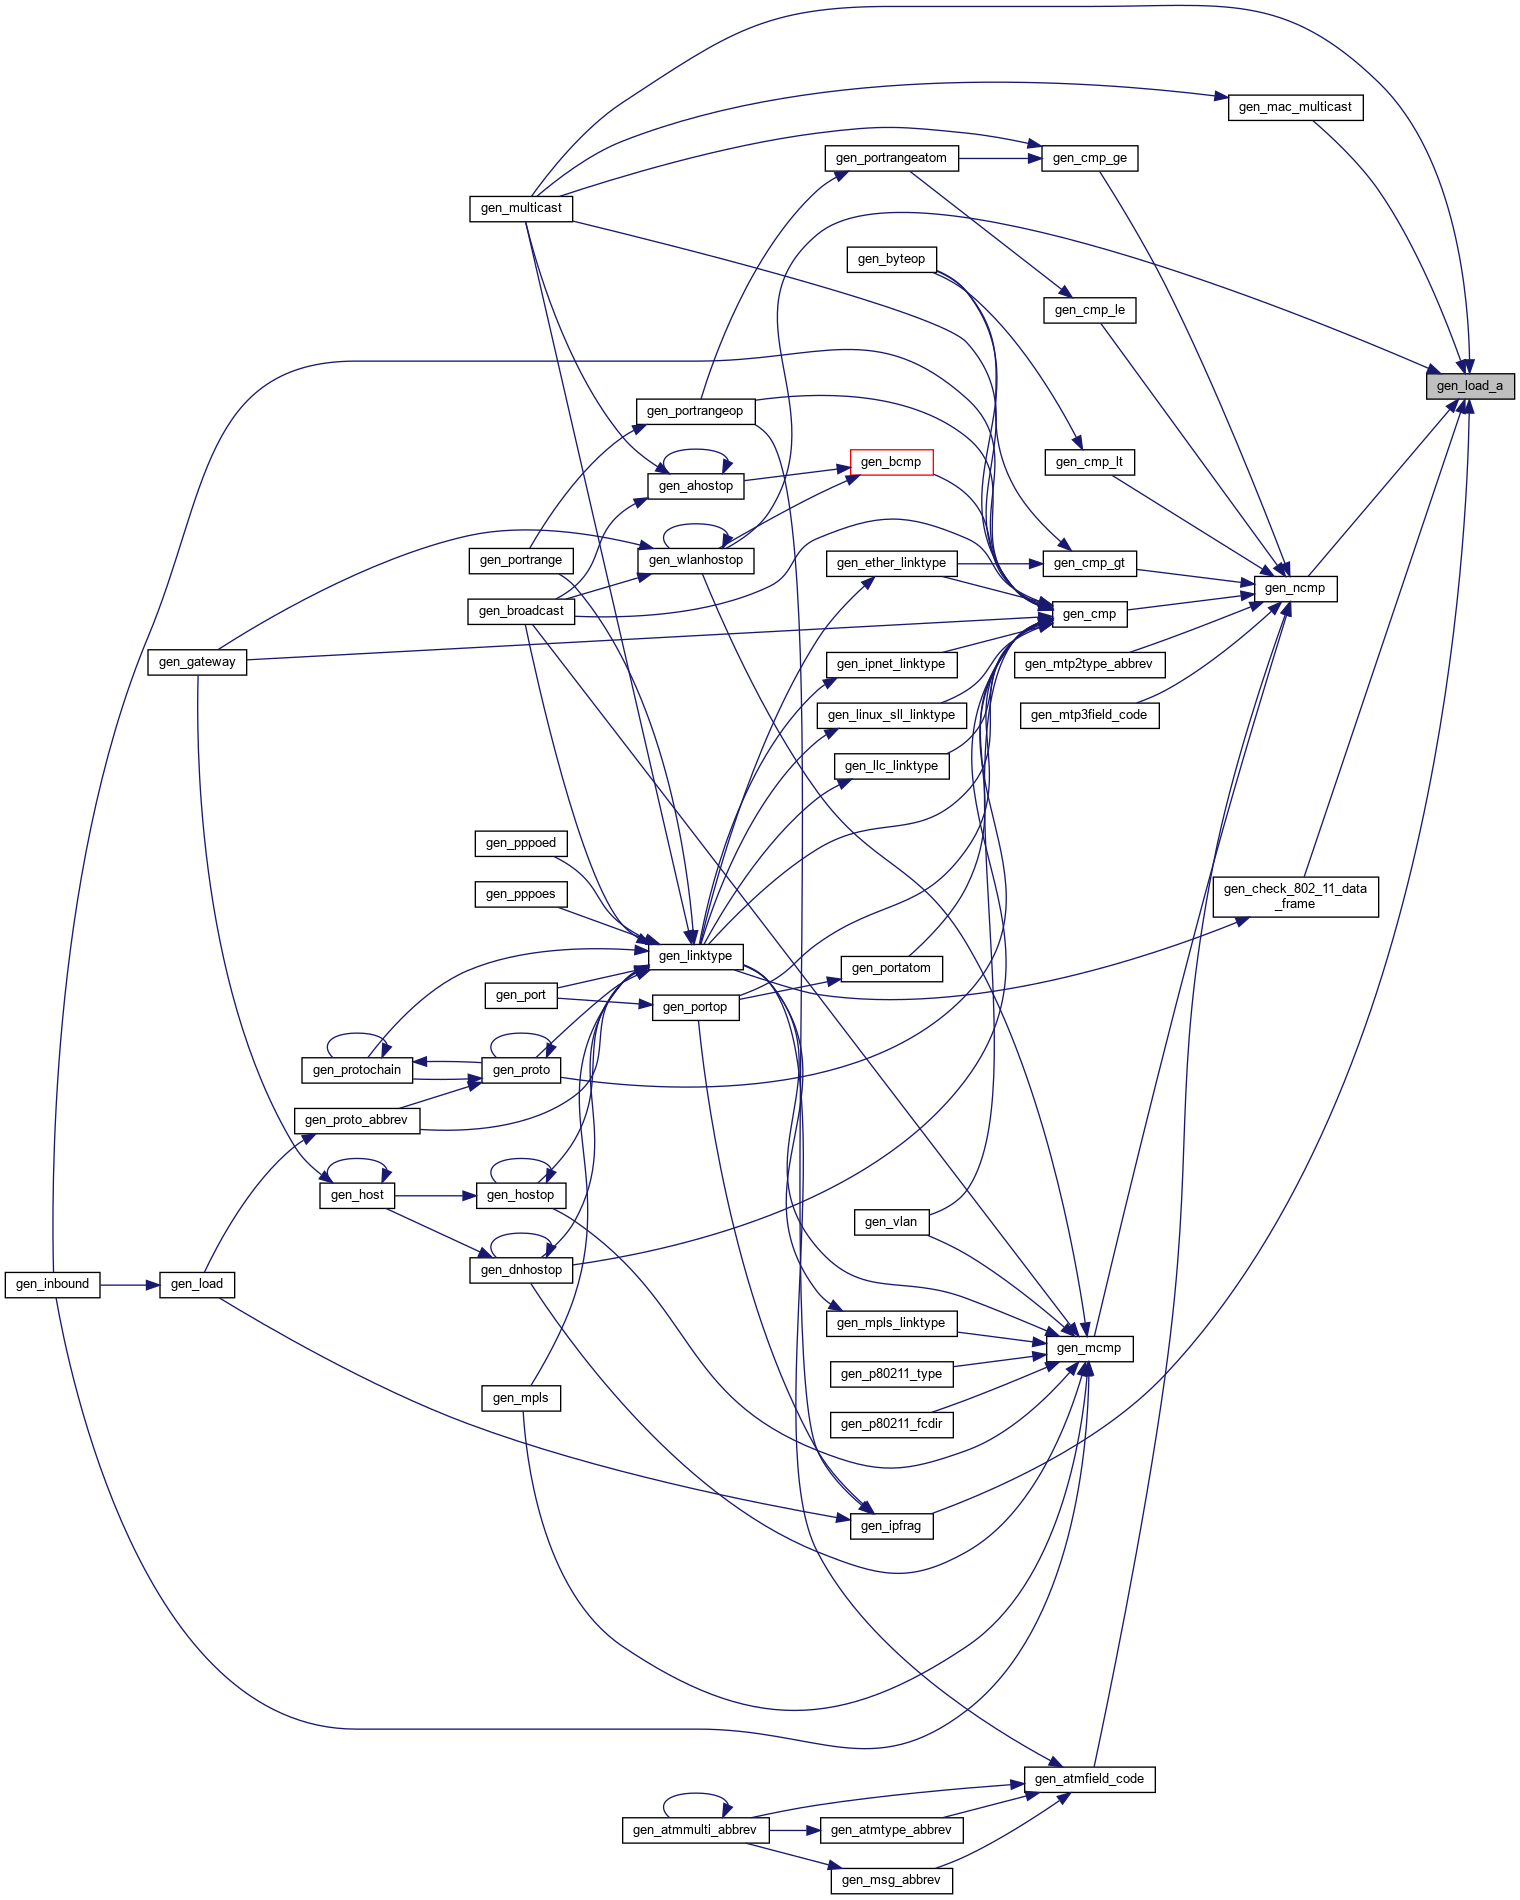 gen_mac_multicast
gen_portrangeatom
gen_cmp_ge
gen_multicast
gen_byteop
gen_cmp_le
gen_load_a
gen_portrangeop
gen_bcmp
gen_cmp_lt
gen_ahostop
gen_portrange
gen_wlanhostop
gen_ether_linktype
gen_cmp_gt
gen_ncmp
gen_broadcast
gen_cmp
gen_gateway
gen_ipnet_linktype
gen_mtp2type_abbrev
gen_linux_sll_linktype
gen_mtp3field_code
gen_llc_linktype
gen_pppoed
gen_pppoes
gen_check_802_11_data
_frame
gen_linktype
gen_portatom
gen_port
gen_portop
gen_protochain
gen_proto
gen_proto_abbrev
gen_host
gen_hostop
gen_vlan
gen_dnhostop
gen_inbound
gen_load
gen_mpls_linktype
gen_mcmp
gen_p80211_type
gen_mpls
gen_p80211_fcdir
gen_ipfrag
gen_atmfield_code
gen_atmmulti_abbrev
gen_atmtype_abbrev
gen_msg_abbrev